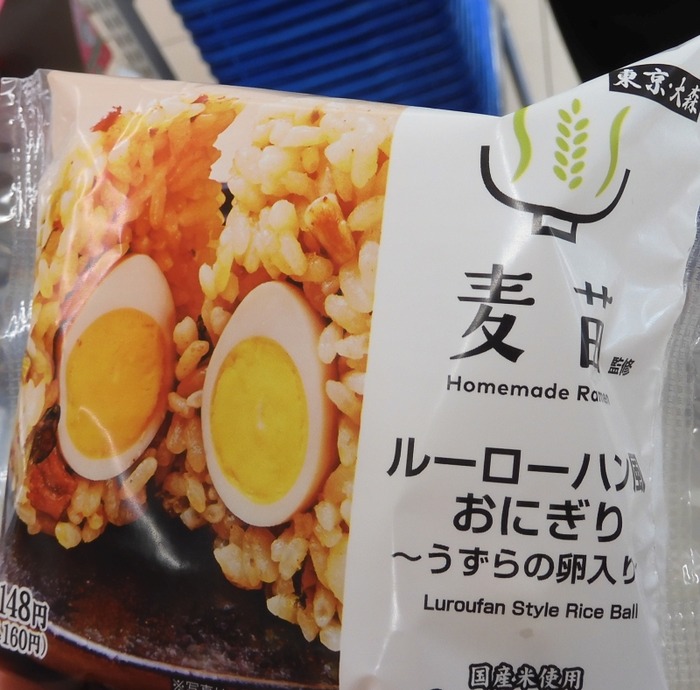 東京・大森
麦苗
監修
Homemade Ramen
ルーローハン風
おにぎり
～うずらの卵入り
Luroufan Style Rice Ball
国産米使用
148円
160円)
※写真